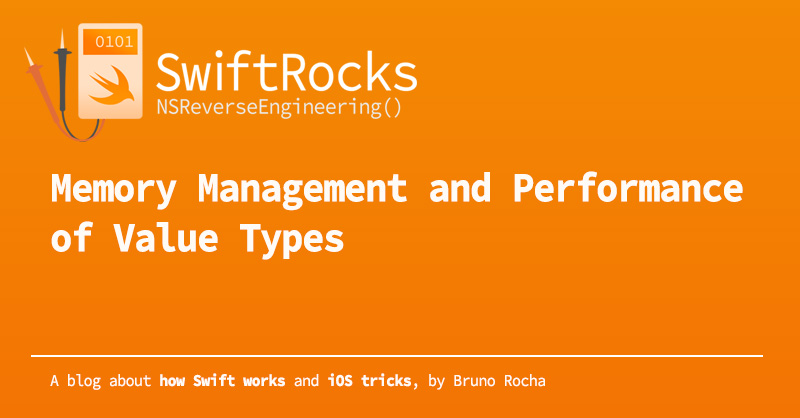 0101
SwiftRocks
NSReverseEngineering()
Memory Management and Performance
of Value Types
A blog about how Swift works and iOS tricks, by Bruno Rocha